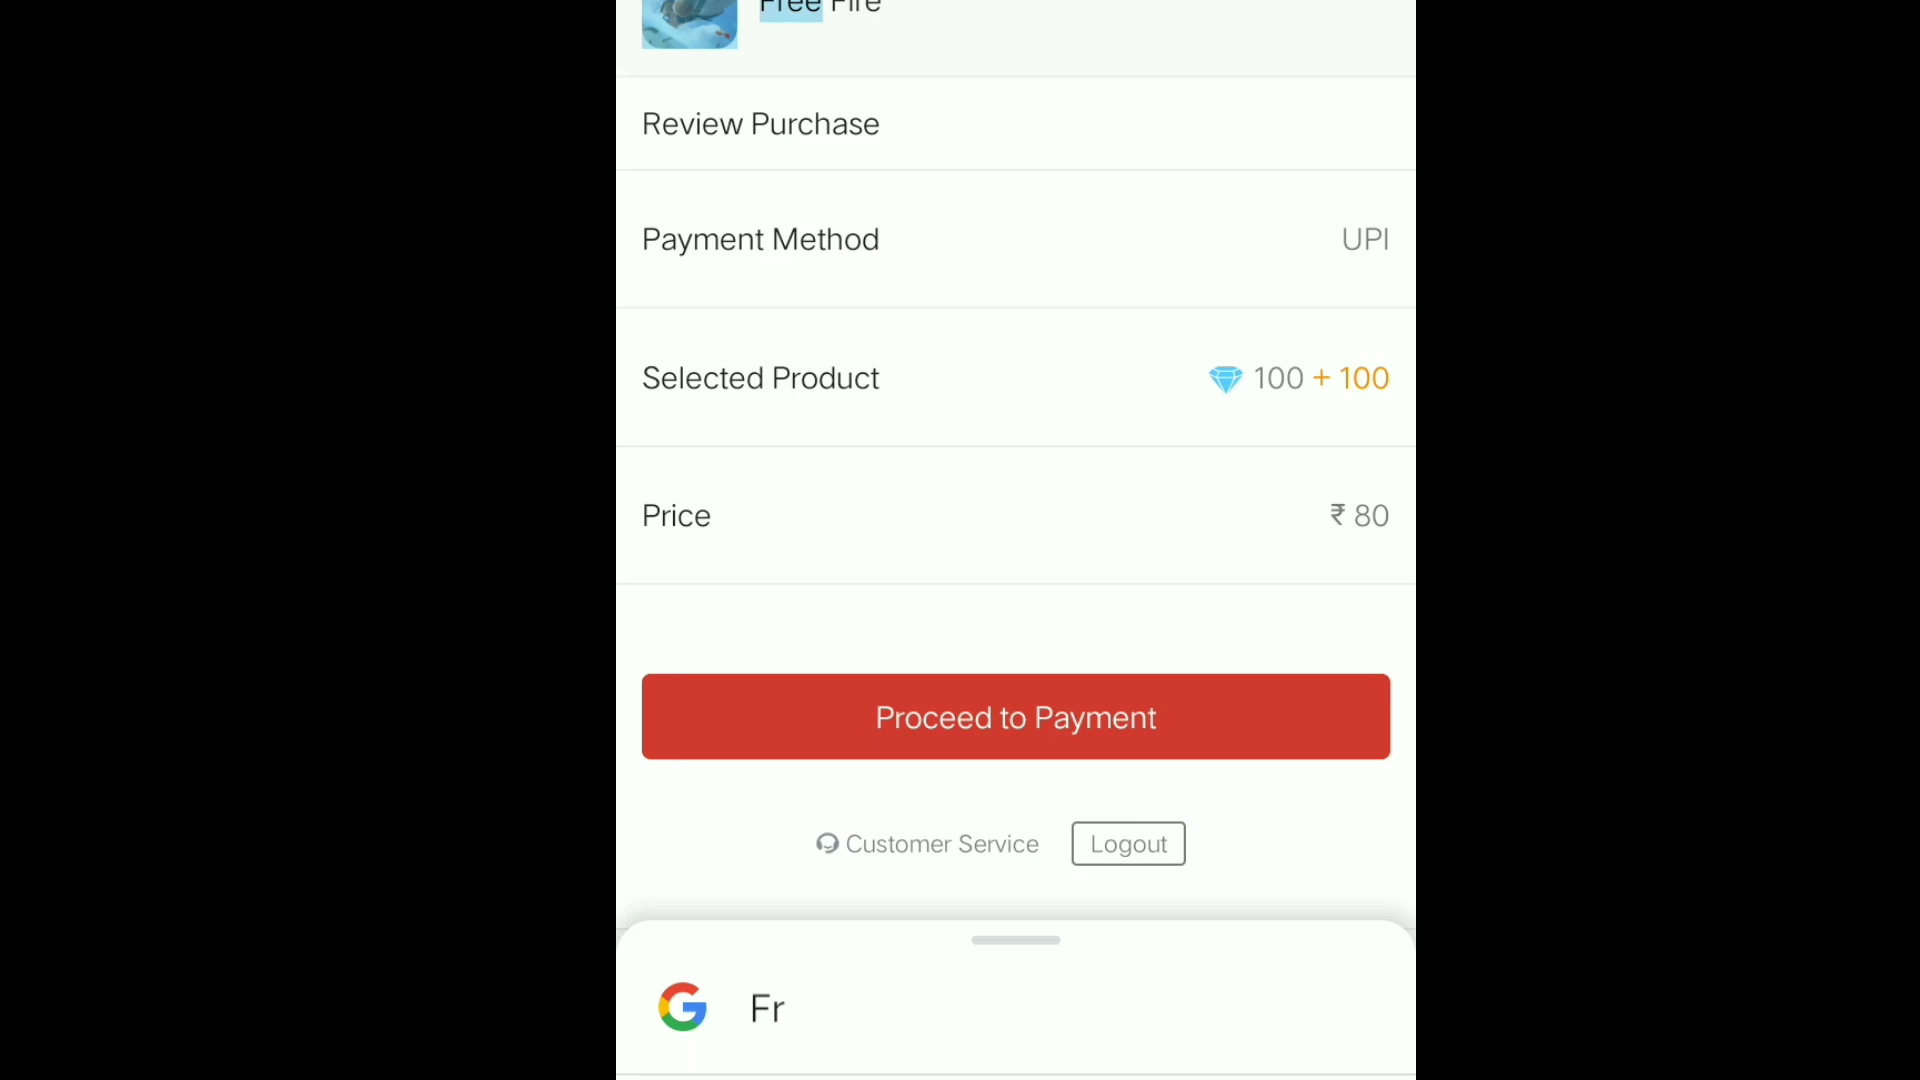 Free Fire
Review Purchase
Payment Method UPI
Selected Product 100 + 100
Price ₹ 80
Proceed to Payment
Customer Service Logout
Fr